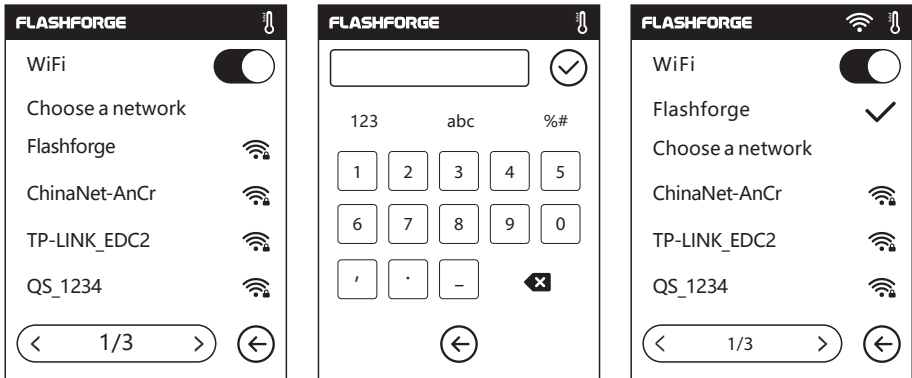 FLASHFORGE
WiFi
Choose a network
Flashforge
ChinaNet-AnCr
TP-LINK_EDC2
QS_1234
< 1/3 >
FLASHFORGE
123 abc %#
1 2 3 4 5
6 7 8 9 0
, . _
FLASHFORGE
WiFi
Flashforge
Choose a network
ChinaNet-AnCr
TP-LINK_EDC2
QS_1234
< 1/3 >